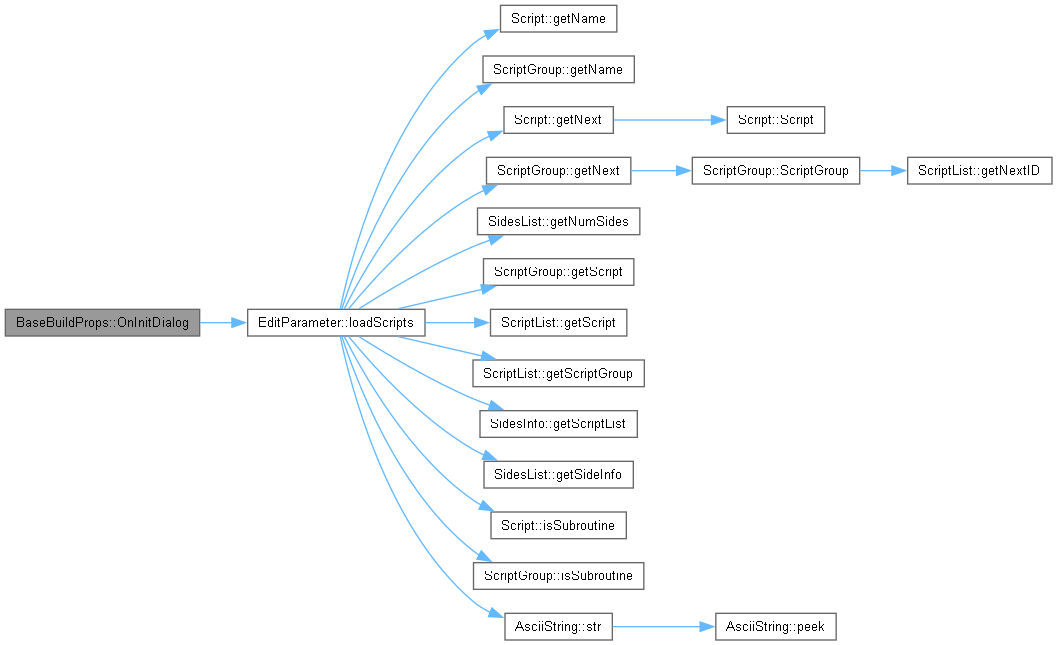 Script::getName
ScriptGroup::getName
Script::getNext
Script::Script
ScriptGroup::getNext
ScriptGroup::ScriptGroup
ScriptList::getNextID
SidesList::getNumSides
ScriptGroup::getScript
BaseBuildProps::OnInitDialog
EditParameter::loadScripts
ScriptList::getScript
ScriptList::getScriptGroup
SidesInfo::getScriptList
SidesList::getSideInfo
Script::isSubroutine
ScriptGroup::isSubroutine
AsciiString::str
AsciiString::peek